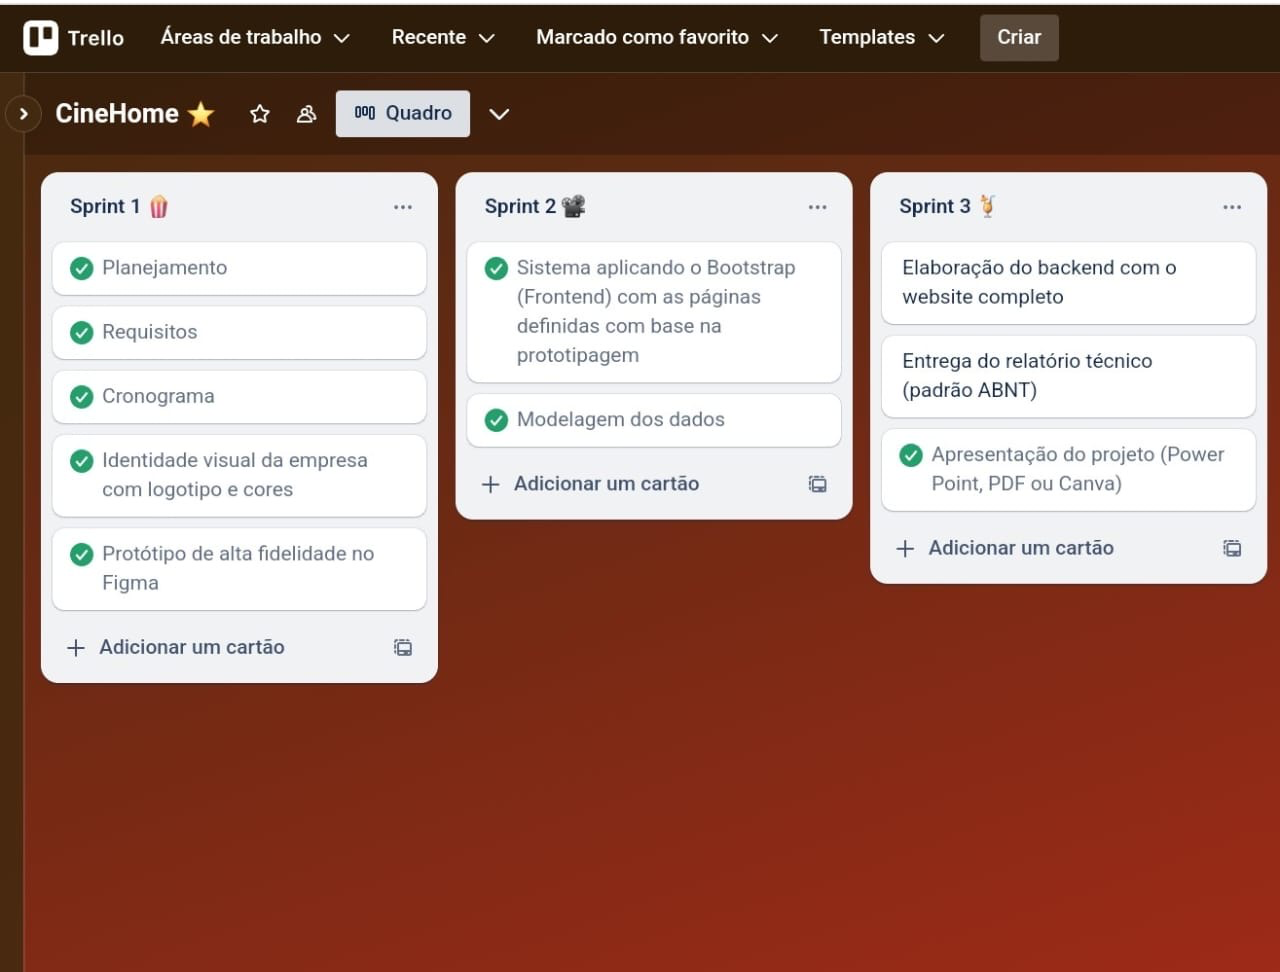 Trello Áreas de trabalho Recente Marcado como favorito Templates Criar
CineHome Quadro
Sprint 1
Planejamento
Requisitos
Cronograma
Identidade visual da empresa
com logotipo e cores
Protótipo de alta fidelidade no
Figma
Adicionar um cartão
Sprint 2
Sistema aplicando o Bootstrap
(Frontend) com as páginas
definidas com base na
prototipagem
Modelagem dos dados
Adicionar um cartão
Sprint 3
Elaboração do backend com o
website completo
Entrega do relatório técnico
(padrão ABNT)
Apresentação do projeto (Power
Point, PDF ou Canva)
Adicionar um cartão